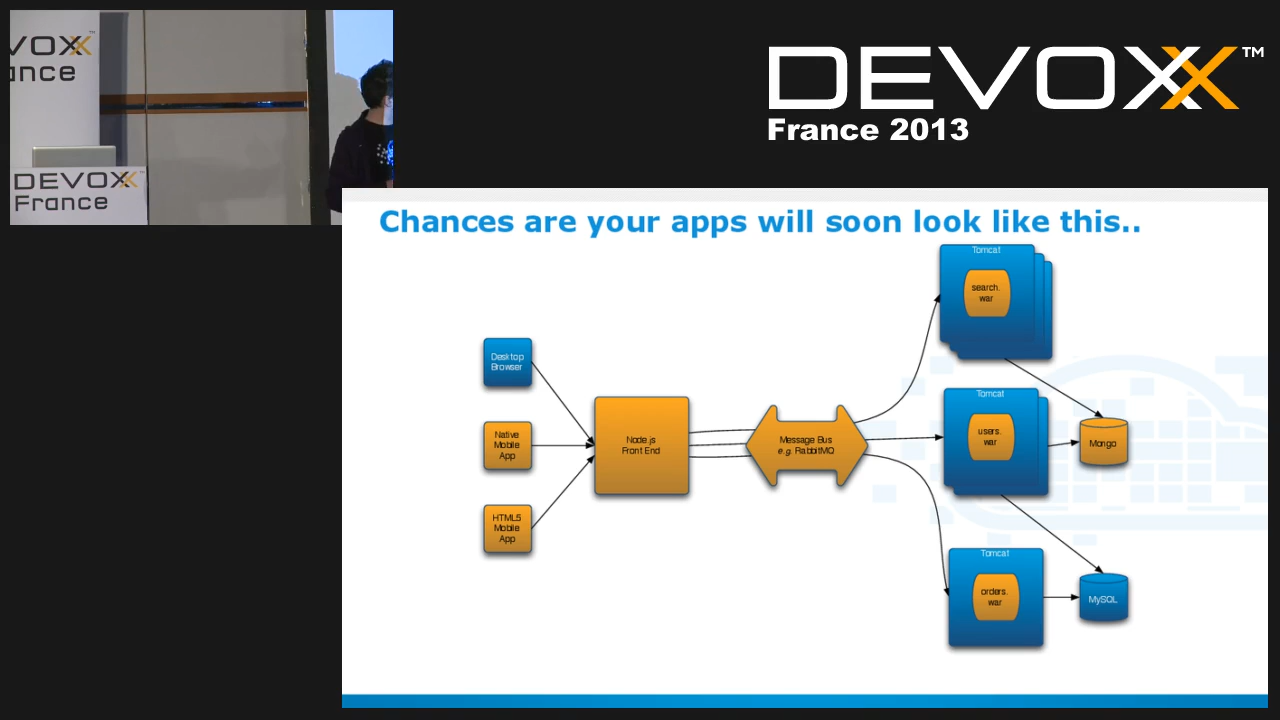 VOXX™
ance
DEVOXX™
France
DEVOXX™
France 2013
Chances are your apps will soon look like this..
Tomcat
search.
war
Desktop
Browser
Native
Mobile
App
HTML5
Mobile
App
Node.js
Front End
Message Bus
e.g. RabbitMQ
Tomcat
users.
war
Mongo
Tomcat
orders.
war
MySQL